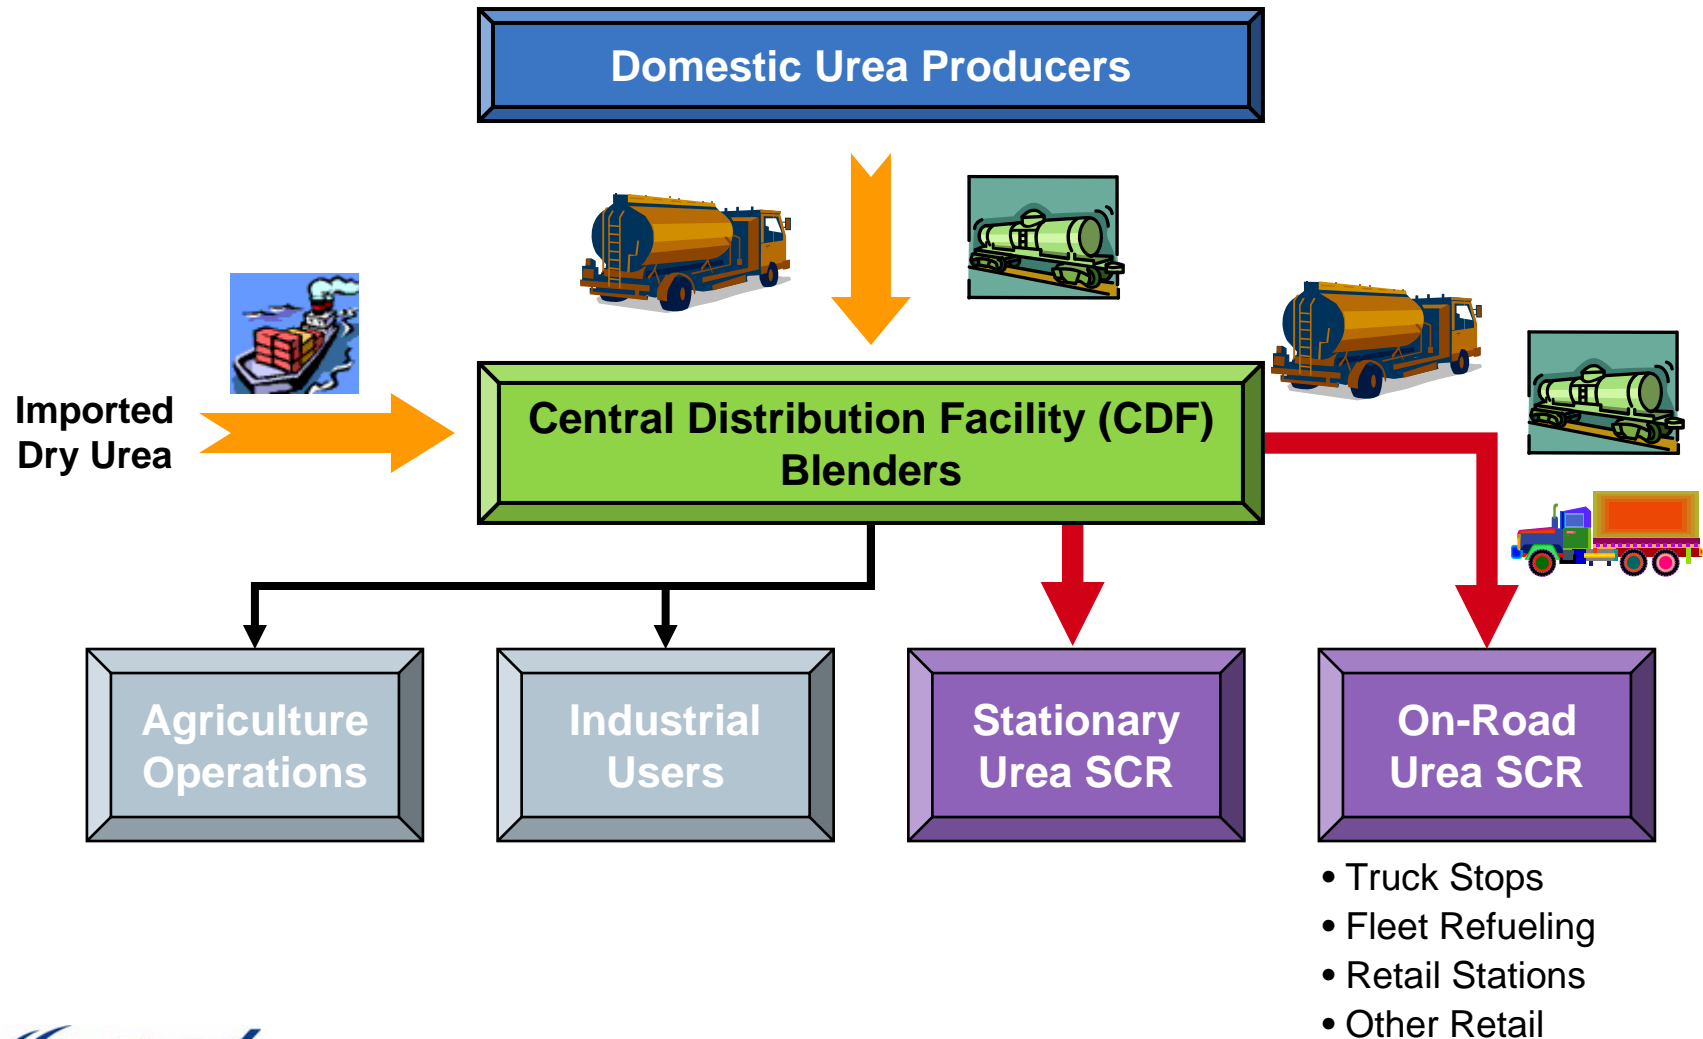 Domestic Urea Producers
Imported
Dry Urea
Central Distribution Facility (CDF)
Blenders
Agriculture
Operations
Industrial
Users
Stationary
Urea SCR
On-Road
Urea SCR
• Truck Stops
• Fleet Refueling
• Retail Stations
• Other Retail